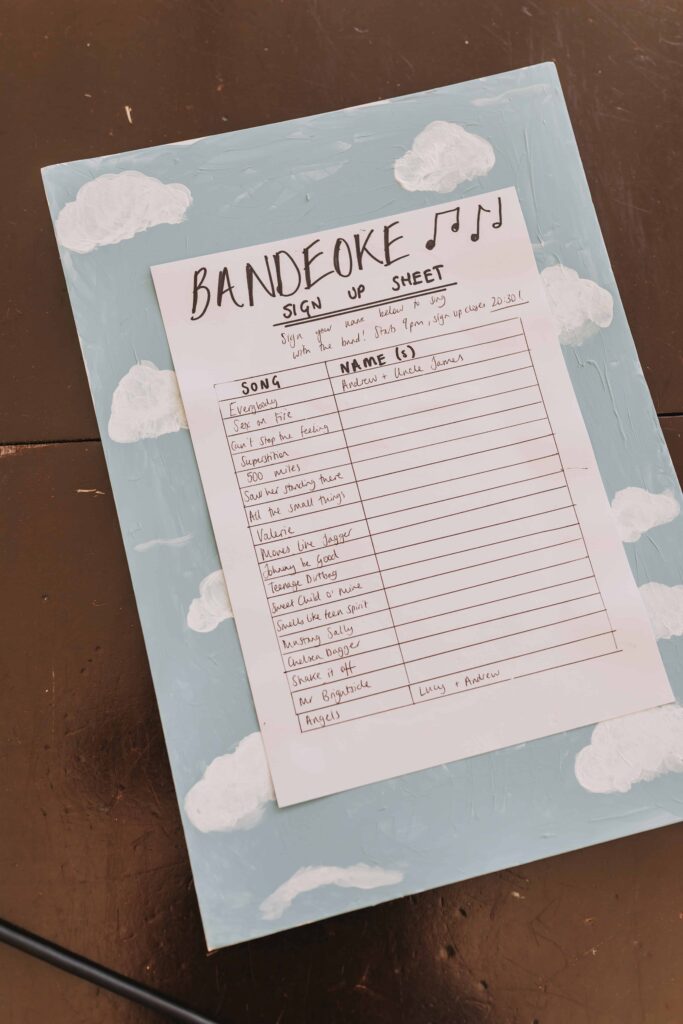 BANDEOKE
SIGN UP SHEET
Sign your name below to sing
with the band! Starts 9pm, sign up closes 20:30!
SONG NAME(s)
Everybody Andrew + Uncle James
Sex on Fire
Can't stop the feeling
Superstition
500 miles
Saw her standing there
All the small things
Valerie
Moves Like Jagger
Johnny be Good
Teenage Dirtbag
Sweet Child O' Mine
Smells like teen spirit
Mustang Sally
Chelsea Dagger
Shake it off
Mr Brightside
Angels Lucy + Andrew